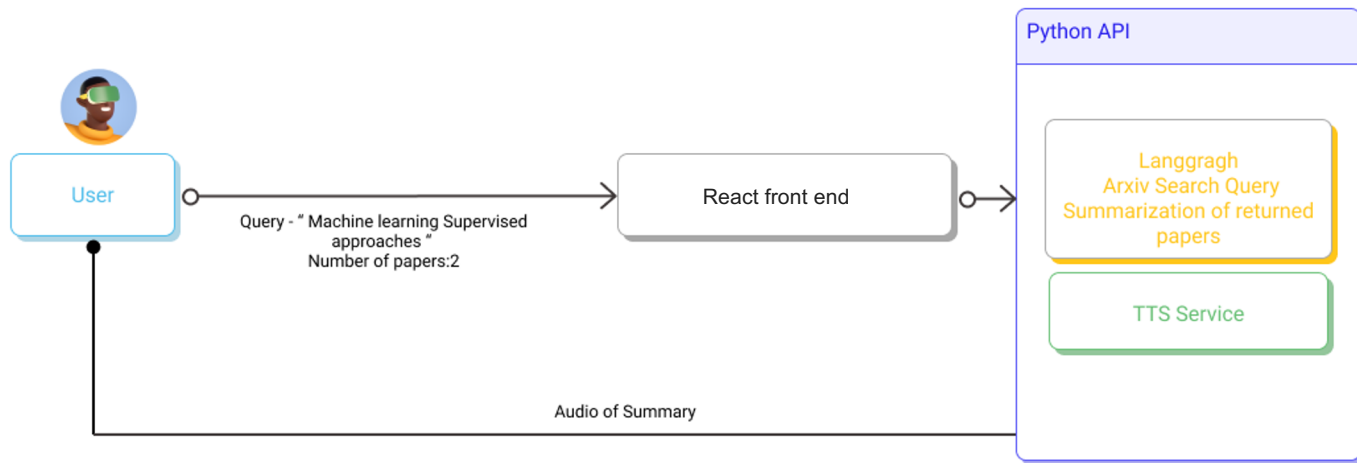 Python API
User
React front end
Langgragh
Arxiv Search Query
Summarization of returned
papers
Query - “ Machine learning Supervised
approaches “
Number of papers:2
TTS Service
Audio of Summary